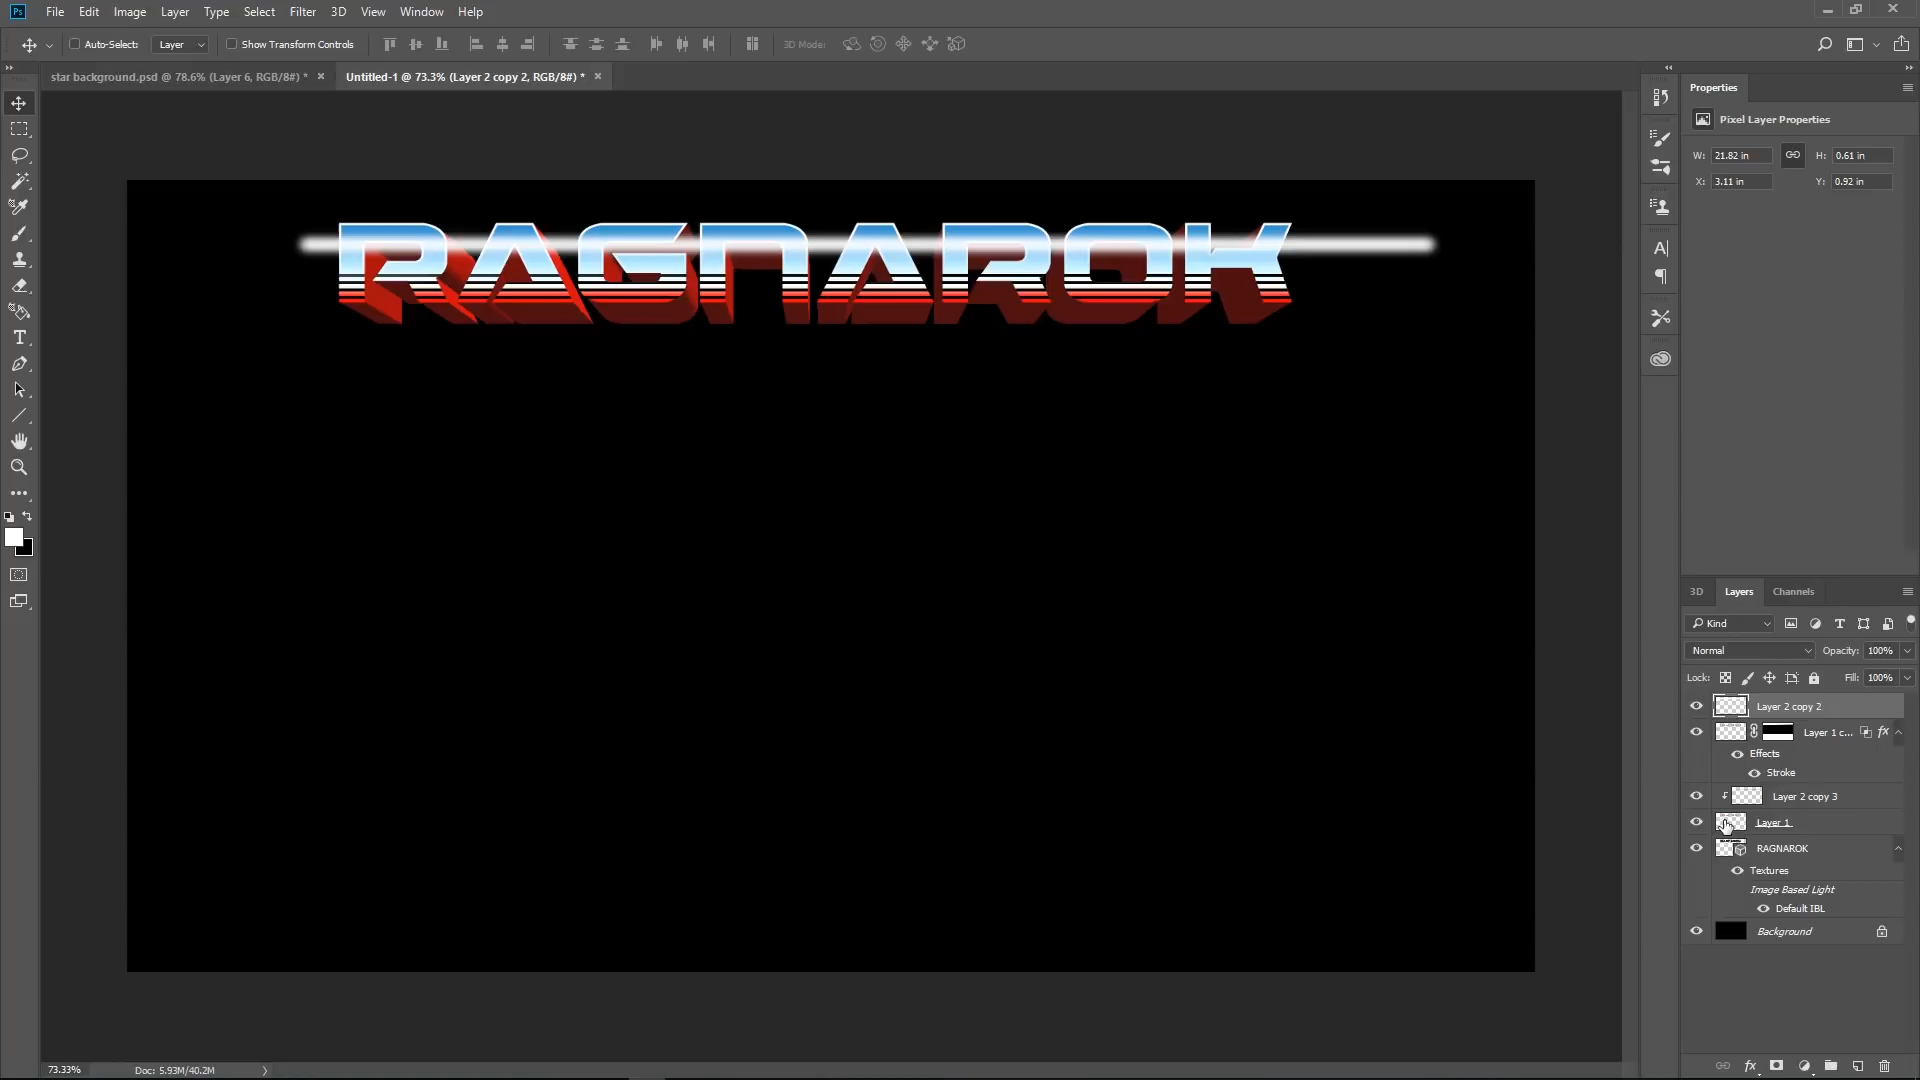 Ps File Edit Image Layer Type Select Filter 3D View Window Help
Auto-Select: Layer Show Transform Controls 3D Mode:
star background.psd @ 78.6% (Layer 6, RGB/8#) * × Untitled-1 @ 73.3% (Layer 2 copy 2, RGB/8#) * ×
Properties
Pixel Layer Properties
W: 21.82 in H: 0.61 in
X: 3.11 in Y: 0.92 in
RAGNAROK
3D Layers Channels
Kind
Normal Opacity: 100%
Lock: Fill: 100%
Layer 2 copy 2
Layer 1 c... fx
Effects
Stroke
Layer 2 copy 3
Layer 1
RAGNAROK
Textures
Image Based Light
Default IBL
Background
73.33% Doc: 5.93M/40.2M
fx